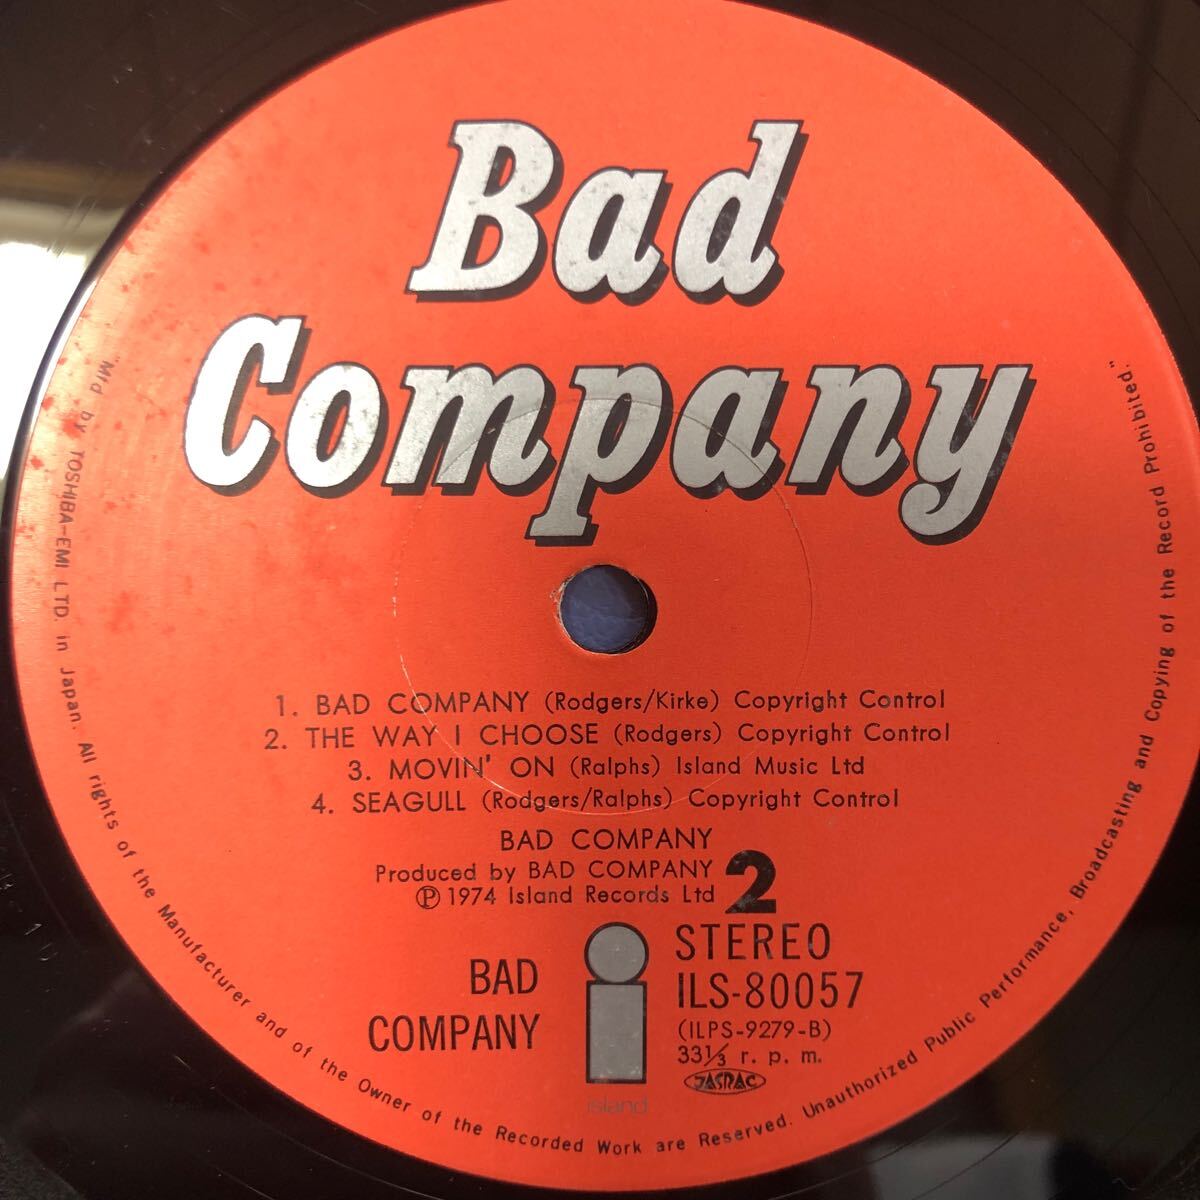 Bad
Company
1. BAD COMPANY (Rodgers/Kirke) Copyright Control
2. THE WAY I CHOOSE (Rodgers) Copyright Control
3. MOVIN' ON (Ralphs) Island Music Ltd
4. SEAGULL (Rodgers/Ralphs) Copyright Control
BAD COMPANY
Produced by BAD COMPANY
Ⓟ 1974 Island Records Ltd
2
BAD
COMPANY
i
island
STEREO
ILS-80057
(ILPS-9279-B)
33 1/3 r. p. m.
JASRAC
"Mfd by TOSHIBA-EMI LTD. in Japan. All rights of the Manufacturer and of the Owner of the Recorded Work are Reserved. Unauthorized Public Performance, Broadcasting and Copying of the Record Prohibited."